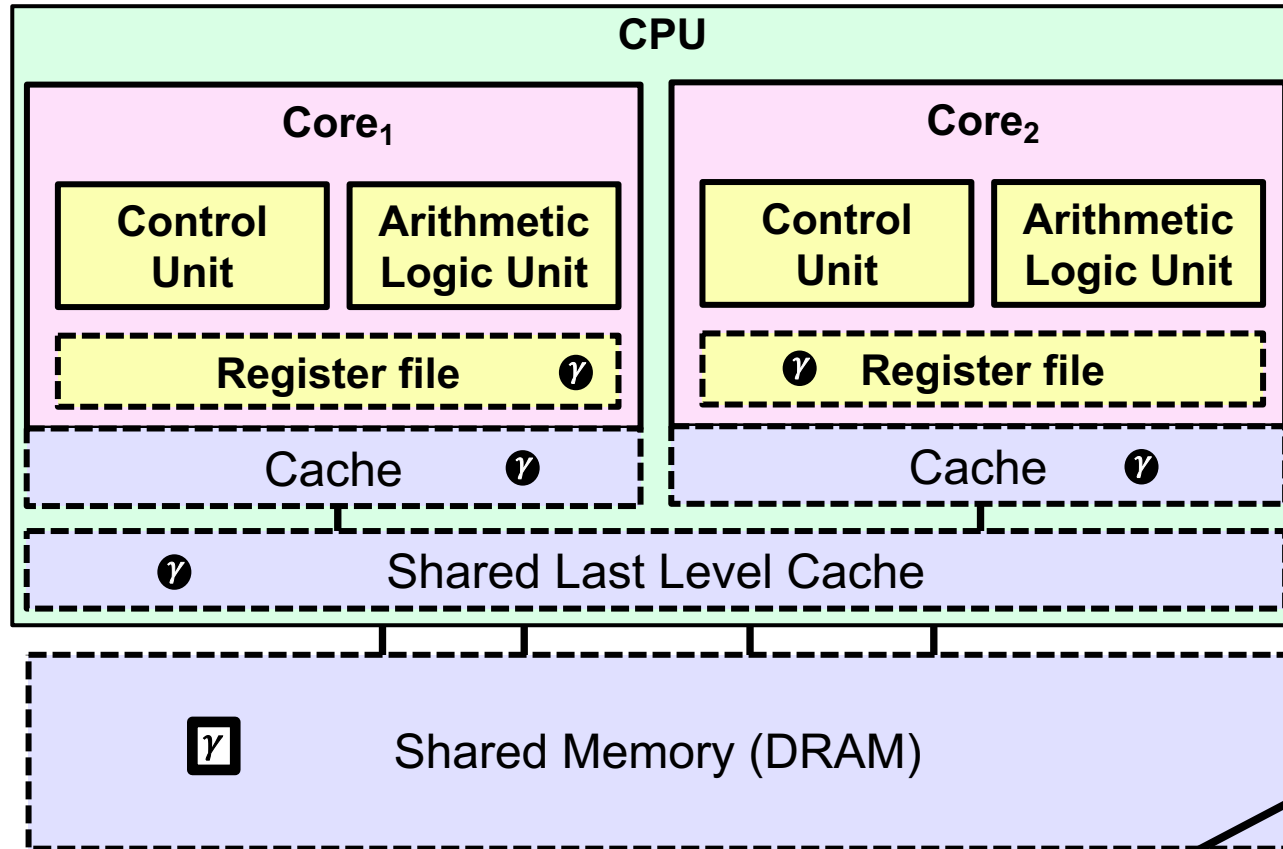 CPU
Core₁
Core₂
Control
Unit
Arithmetic
Logic Unit
Control
Unit
Arithmetic
Logic Unit
Register file γ
γ Register file
Cache γ
Cache γ
γ Shared Last Level Cache
γ Shared Memory (DRAM)